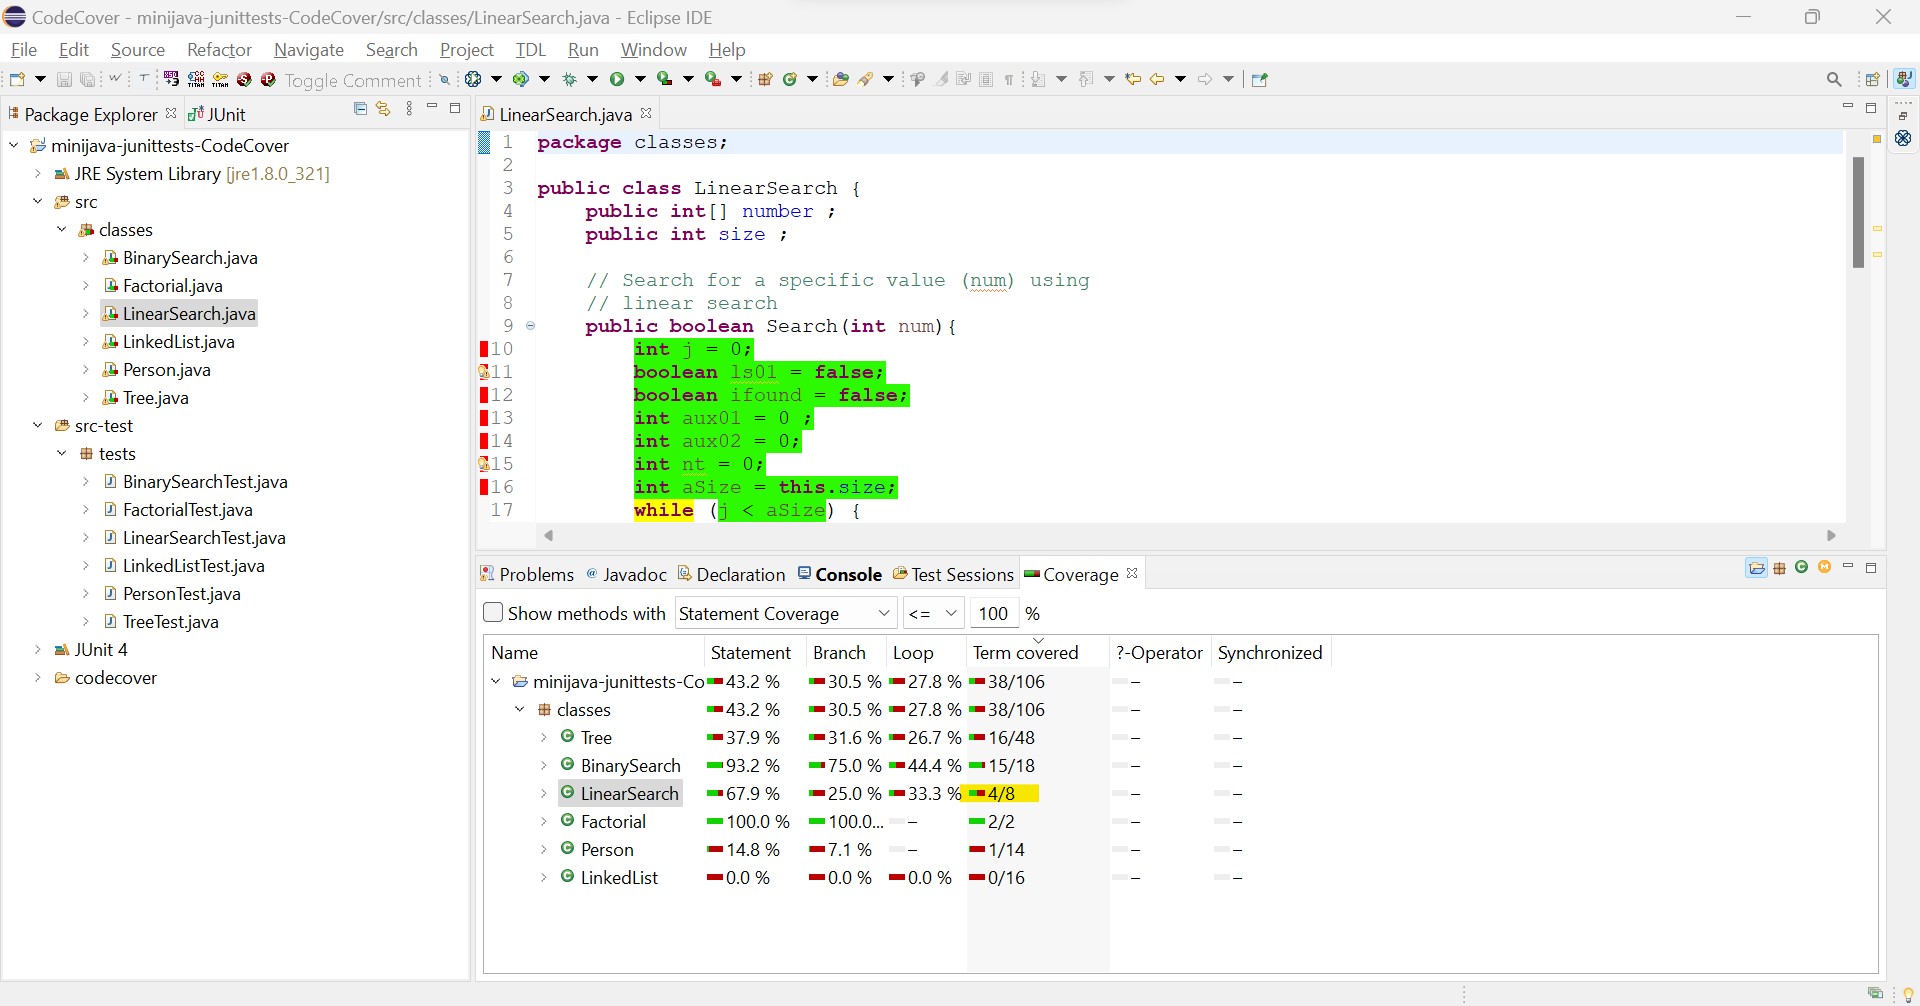 CodeCover - minijava-junittests-CodeCover/src/classes/LinearSearch.java - Eclipse IDE
File Edit Source Refactor Navigate Search Project TDL Run Window Help
Toggle Comment
Package Explorer JUnit
minijava-junittests-CodeCover
JRE System Library [jre1.8.0_321]
src
classes
BinarySearch.java
Factorial.java
LinearSearch.java
LinkedList.java
Person.java
Tree.java
src-test
tests
BinarySearchTest.java
FactorialTest.java
LinearSearchTest.java
LinkedListTest.java
PersonTest.java
TreeTest.java
JUnit 4
codecover
LinearSearch.java
1 package classes;
2
3 public class LinearSearch {
4 public int[] number ;
5 public int size ;
6
7 // Search for a specific value (num) using
8 // linear search
9 public boolean Search(int num){
10 int j = 0;
11 boolean ls01 = false;
12 boolean ifound = false;
13 int aux01 = 0 ;
14 int aux02 = 0;
15 int nt = 0;
16 int aSize = this.size;
17 while (j < aSize) {
Problems Javadoc Declaration Console Test Sessions Coverage
Show methods with Statement Coverage <= 100 %
Name Statement Branch Loop Term covered ?-Operator Synchronized
minijava-junittests-Co 43.2 % 30.5 % 27.8 % 38/106 – –
classes 43.2 % 30.5 % 27.8 % 38/106 – –
Tree 37.9 % 31.6 % 26.7 % 16/48 – –
BinarySearch 93.2 % 75.0 % 44.4 % 15/18 – –
LinearSearch 67.9 % 25.0 % 33.3 % 4/8 – –
Factorial 100.0 % 100.0... – 2/2 – –
Person 14.8 % 7.1 % – 1/14 – –
LinkedList 0.0 % 0.0 % 0.0 % 0/16 – –